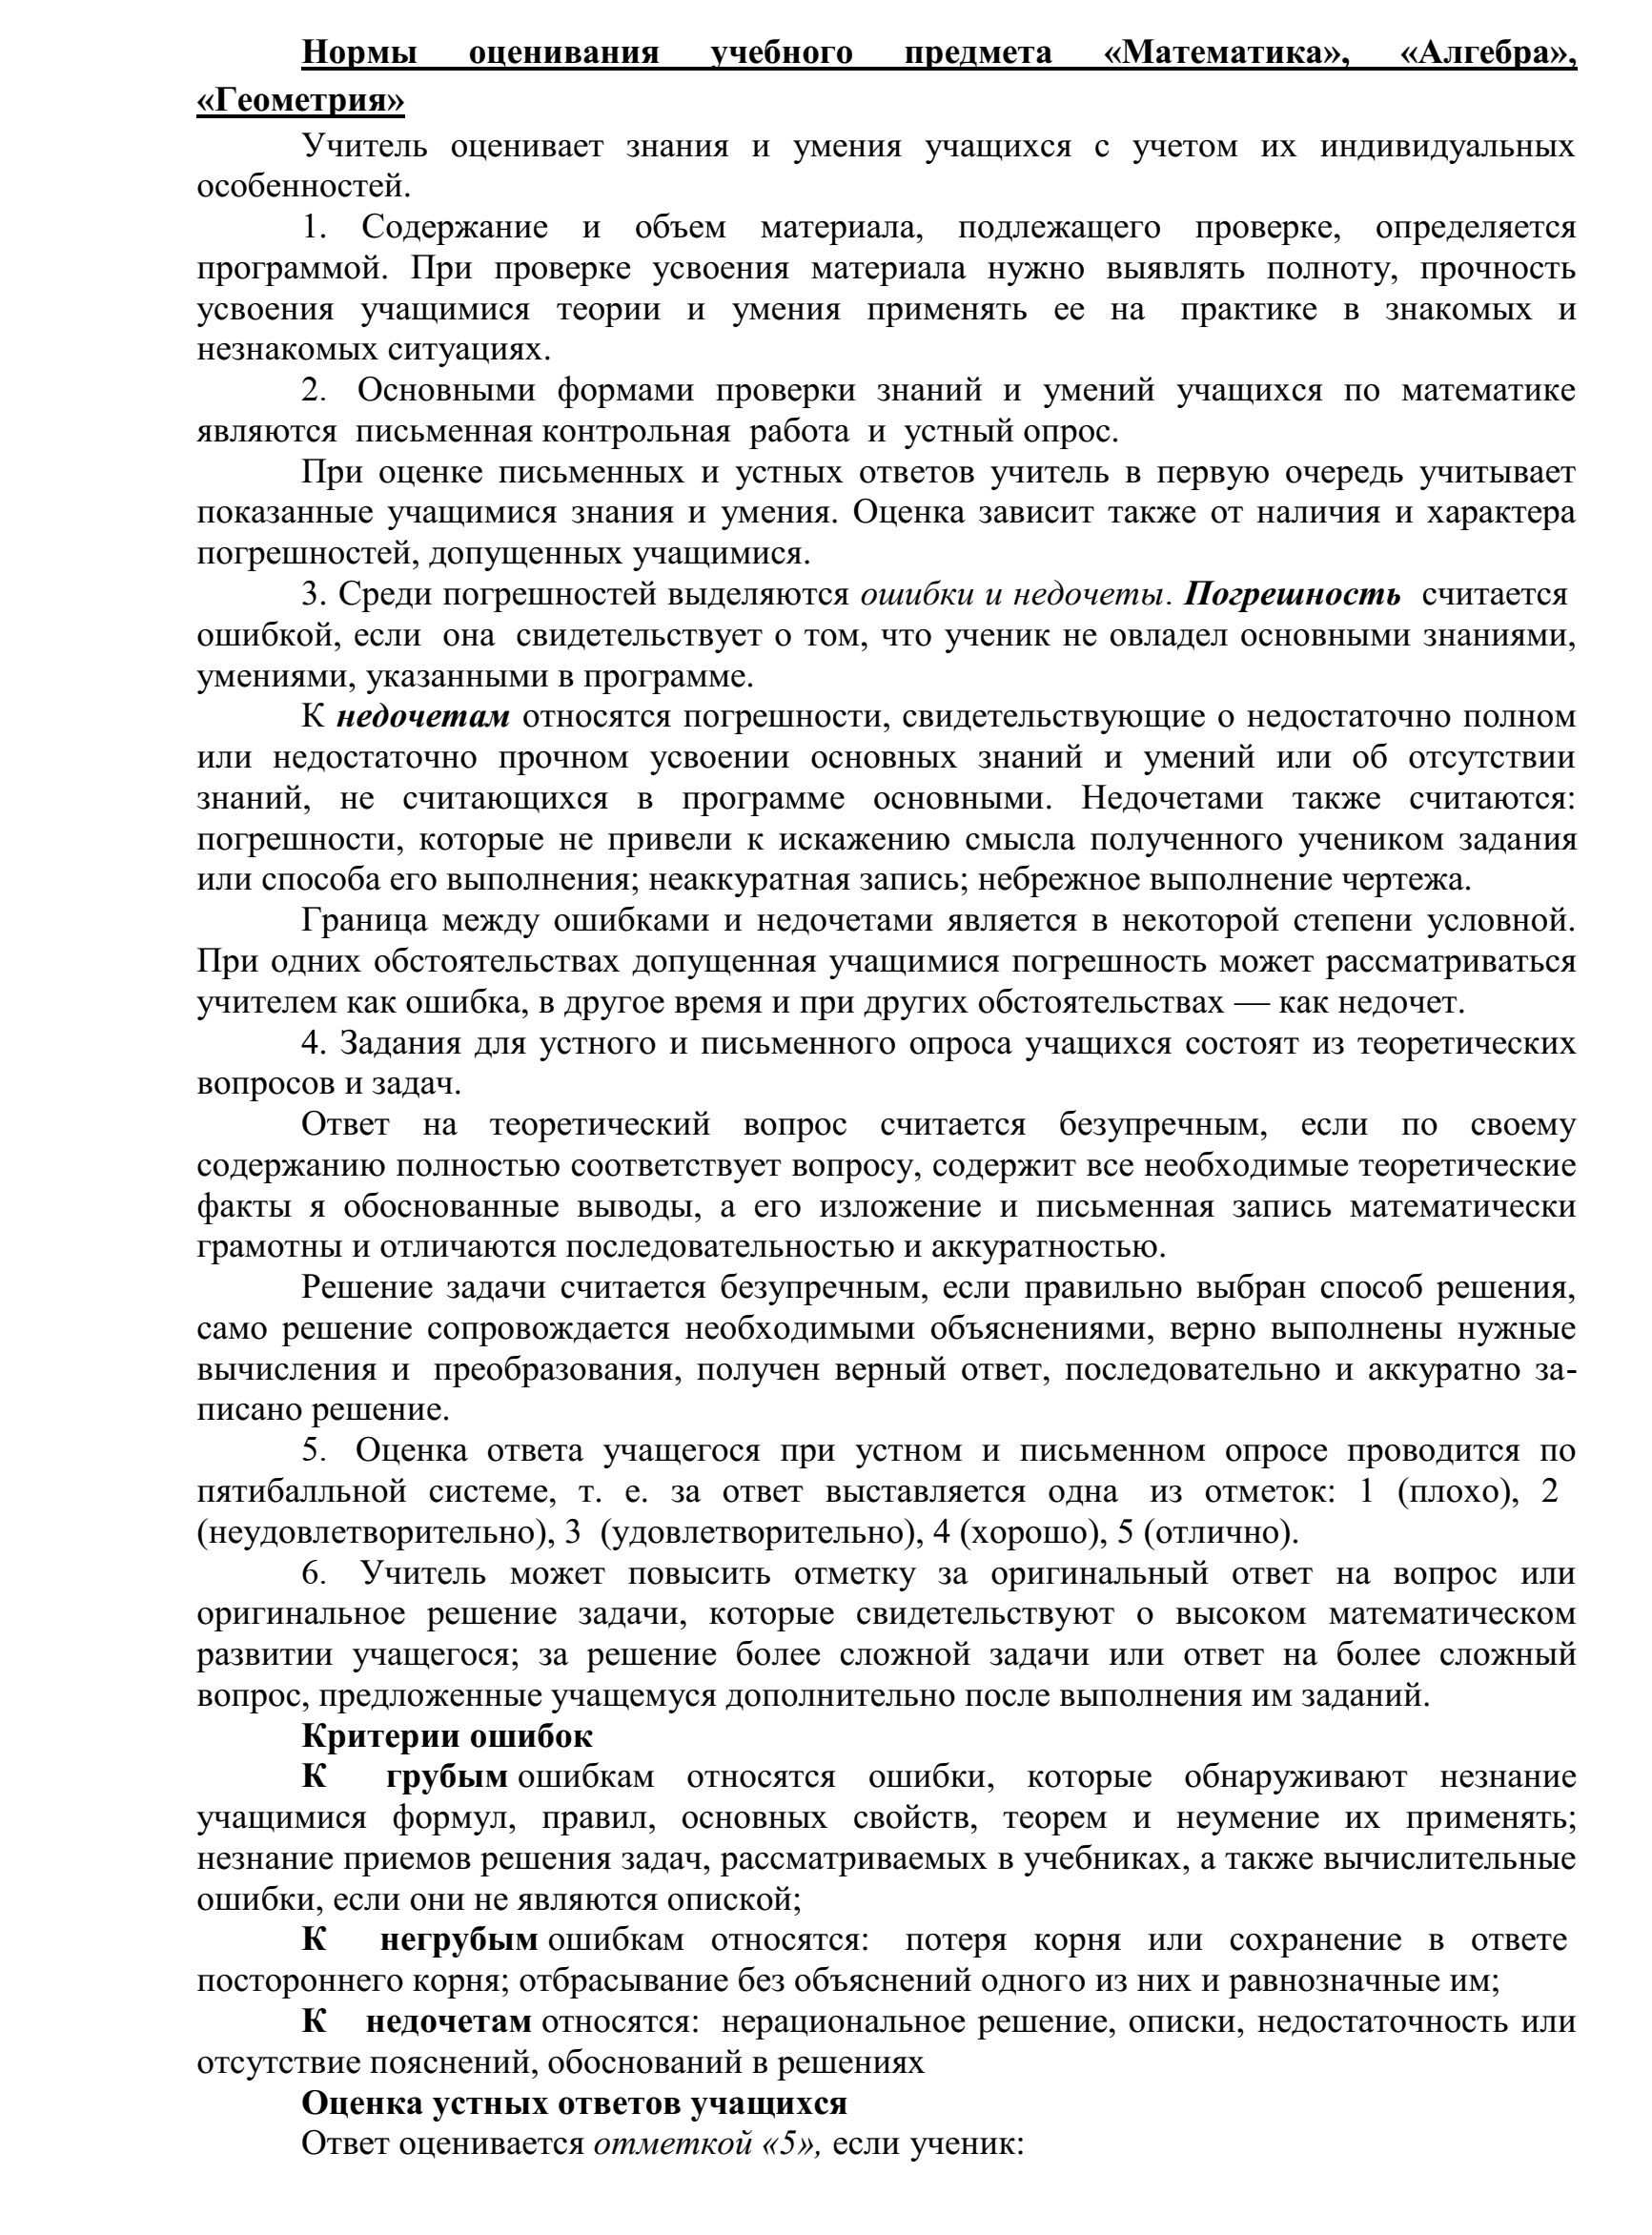 Нормы оценивания учебного предмета «Математика», «Алгебра»,
«Геометрия»
Учитель оценивает знания и умения учащихся с учетом их индивидуальных
особенностей.
1. Содержание и объем материала, подлежащего проверке, определяется
программой. При проверке усвоения материала нужно выявлять полноту, прочность
усвоения учащимися теории и умения применять ее на практике в знакомых и
незнакомых ситуациях.
2. Основными формами проверки знаний и умений учащихся по математике
являются письменная контрольная работа и устный опрос.
При оценке письменных и устных ответов учитель в первую очередь учитывает
показанные учащимися знания и умения. Оценка зависит также от наличия и характера
погрешностей, допущенных учащимися.
3. Среди погрешностей выделяются ошибки и недочеты. Погрешность считается
ошибкой, если она свидетельствует о том, что ученик не овладел основными знаниями,
умениями, указанными в программе.
К недочетам относятся погрешности, свидетельствующие о недостаточно полном
или недостаточно прочном усвоении основных знаний и умений или об отсутствии
знаний, не считающихся в программе основными. Недочетами также считаются:
погрешности, которые не привели к искажению смысла полученного учеником задания
или способа его выполнения; неаккуратная запись; небрежное выполнение чертежа.
Граница между ошибками и недочетами является в некоторой степени условной.
При одних обстоятельствах допущенная учащимися погрешность может рассматриваться
учителем как ошибка, в другое время и при других обстоятельствах — как недочет.
4. Задания для устного и письменного опроса учащихся состоят из теоретических
вопросов и задач.
Ответ на теоретический вопрос считается безупречным, если по своему
содержанию полностью соответствует вопросу, содержит все необходимые теоретические
факты я обоснованные выводы, а его изложение и письменная запись математически
грамотны и отличаются последовательностью и аккуратностью.
Решение задачи считается безупречным, если правильно выбран способ решения,
само решение сопровождается необходимыми объяснениями, верно выполнены нужные
вычисления и преобразования, получен верный ответ, последовательно и аккуратно за-
писано решение.
5. Оценка ответа учащегося при устном и письменном опросе проводится по
пятибалльной системе, т. е. за ответ выставляется одна из отметок: 1 (плохо), 2
(неудовлетворительно), 3 (удовлетворительно), 4 (хорошо), 5 (отлично).
6. Учитель может повысить отметку за оригинальный ответ на вопрос или
оригинальное решение задачи, которые свидетельствуют о высоком математическом
развитии учащегося; за решение более сложной задачи или ответ на более сложный
вопрос, предложенные учащемуся дополнительно после выполнения им заданий.
Критерии ошибок
К грубым ошибкам относятся ошибки, которые обнаруживают незнание
учащимися формул, правил, основных свойств, теорем и неумение их применять;
незнание приемов решения задач, рассматриваемых в учебниках, а также вычислительные
ошибки, если они не являются опиской;
К негрубым ошибкам относятся: потеря корня или сохранение в ответе
постороннего корня; отбрасывание без объяснений одного из них и равнозначные им;
К недочетам относятся: нерациональное решение, описки, недостаточность или
отсутствие пояснений, обоснований в решениях
Оценка устных ответов учащихся
Ответ оценивается отметкой «5», если ученик: